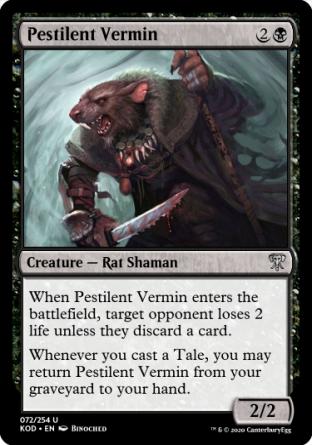 Pestilent Vermin 2
Creature — Rat Shaman
When Pestilent Vermin enters the
battlefield, target opponent loses 2
life unless they discard a card.
Whenever you cast a Tale, you may
return Pestilent Vermin from your
graveyard to your hand.
2/2
072/254 U
KOD • EN Binoched
™ & © 2020 CanterburyEgg